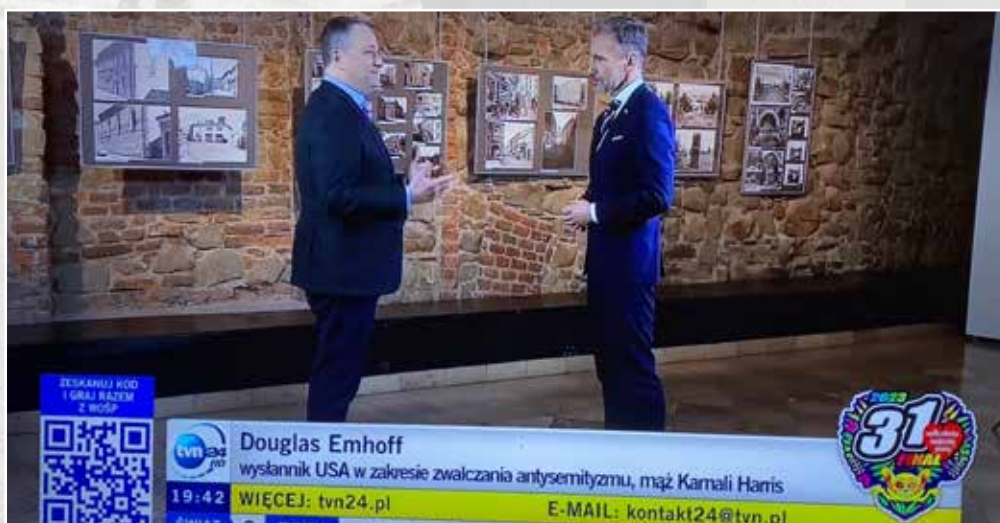 ZESKANUJ KOD
I GRAJ RAZEM
Z WOŚP
tvn24 HD
Douglas Emhoff
wysłannik USA w zakresie zwalczania antysemityzmu, mąż Kamali Harris
19:42
WIĘCEJ: tvn24.pl
E-MAIL: kontakt24@tvn.pl
2023
31
FINAŁ